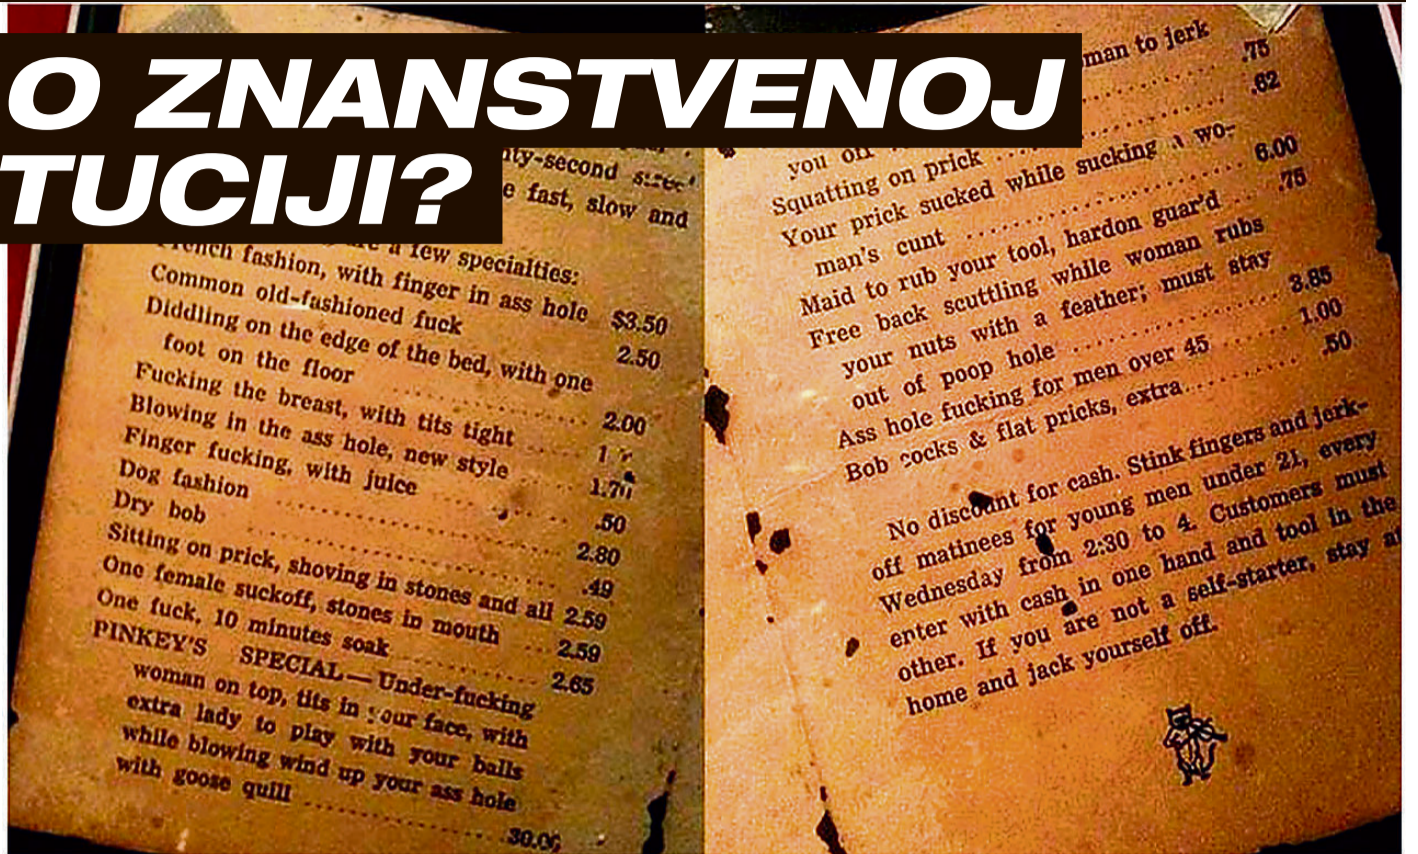 O ZNANSTVENOJ
TUCIJI?
e fast, slow and
a few specialties:
fashion, with finger in ass hole $3.50
Common old-fashioned fuck 2.50
Diddling on the edge of the bed, with one
foot on the floor 2.00
Fucking the breast, with tits tight
Blowing in the ass hole, new style
Finger fucking, with juice .50
Dog fashion 2.80
Dry bob .49
Sitting on prick, shoving in stones and all 2.59
One female suckoff, stones in mouth 2.59
One fuck, 10 minutes soak 2.65
PINKEY'S SPECIAL—Under-fucking
woman on top, tits in your face, with
extra lady to play with your balls
while blowing wind up your ass hole
with goose quill 30.00
man to jerk
you off .75
Squatting on prick .62
Your prick sucked while sucking a wo-
man's cunt 6.00
Maid to rub your tool, hardon guar'd .75
Free back scuttling while woman rubs
your nuts with a feather; must stay
out of poop hole 3.85
Ass hole fucking for men over 45 1.00
Bob cocks & flat pricks, extra .50
No discount for cash. Stink fingers and jerk-
off matinees for young men under 21, every
Wednesday from 2:30 to 4. Customers must
enter with cash in one hand and tool in the
other. If you are not a self-starter, stay at
home and jack yourself off.